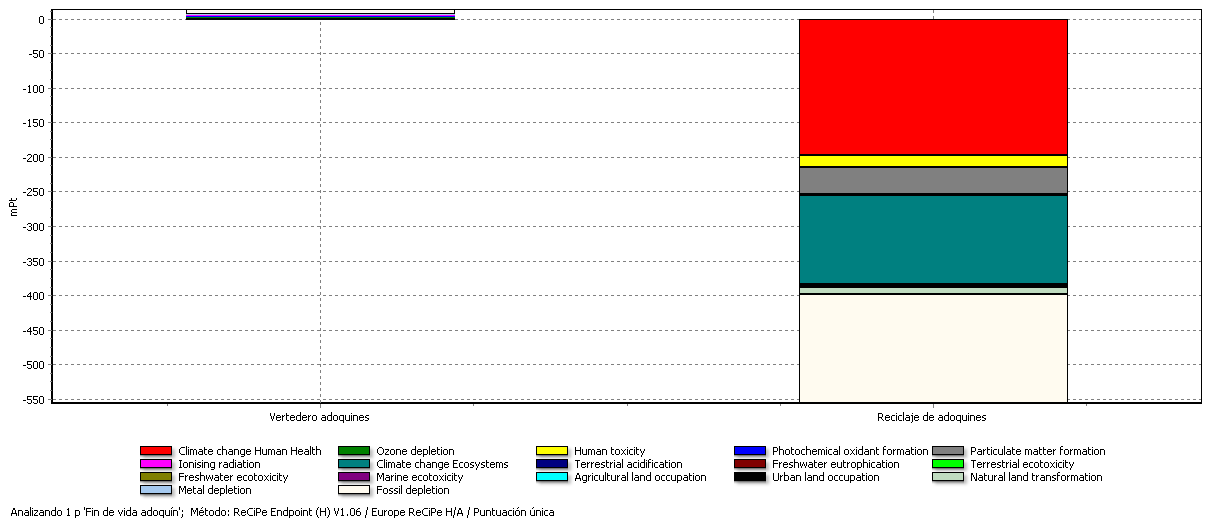 0
-50
-100
-150
-200
-250
-300
-350
-400
-450
-500
-550
mPt
Vertedero adoquines
Reciclaje de adoquines
Climate change Human Health Ozone depletion Human toxicity Photochemical oxidant formation Particulate matter formation
Ionising radiation Climate change Ecosystems Terrestrial acidification Freshwater eutrophication Terrestrial ecotoxicity
Freshwater ecotoxicity Marine ecotoxicity Agricultural land occupation Urban land occupation Natural land transformation
Metal depletion Fossil depletion
Analizando 1 p 'Fin de vida adoquín'; Método: ReCiPe Endpoint (H) V1.06 / Europe ReCiPe H/A / Puntuación única